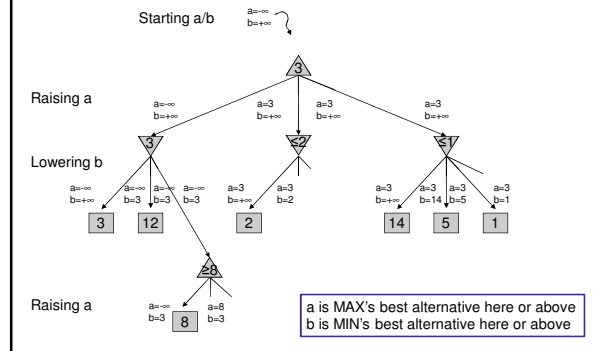 Starting a/b
a=-∞
b=+∞
3
Raising a
a=-∞
b=+∞
a=3
b=+∞
a=3
b=+∞
a=3
b=+∞
3
≤2
≤1
Lowering b
a=-∞
b=+∞
a=-∞
b=3
a=-∞
b=3
a=-∞
b=3
a=3
b=+∞
a=3
b=2
a=3
b=+∞
a=3
b=14
a=3
b=5
a=3
b=1
3
12
2
14
5
1
≥8
Raising a
a=-∞
b=3
8
a=8
b=3
a is MAX's best alternative here or above
b is MIN's best alternative here or above